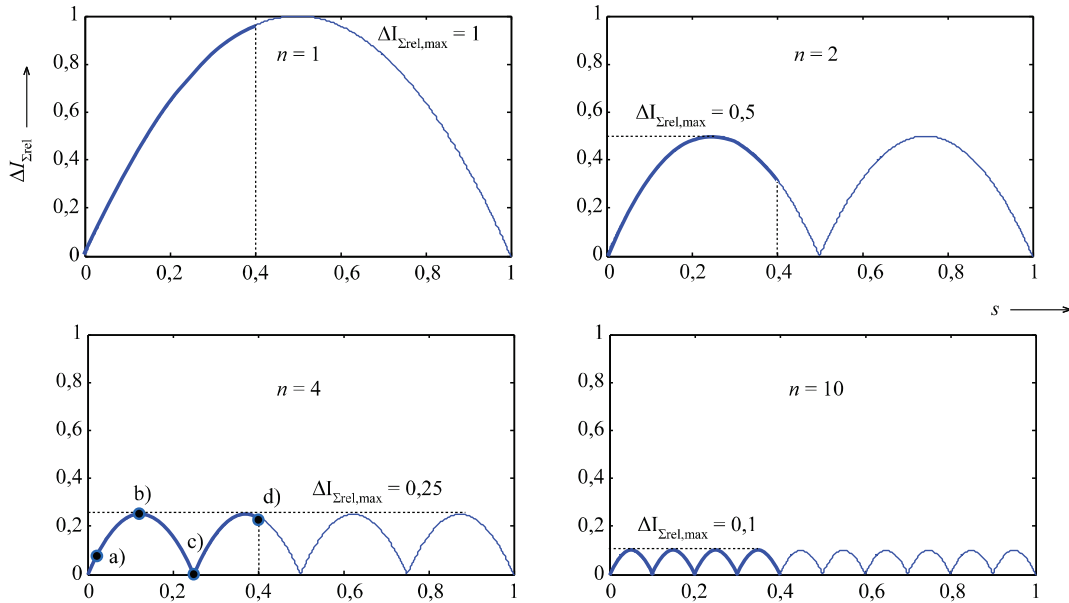 1
0,8
0,6
0,4
0,2
0
ΔI_Σrel
n = 1
ΔI_Σrel,max = 1
0 0,2 0,4 0,6 0,8 1
1
0,8
0,6
0,4
0,2
0
n = 2
ΔI_Σrel,max = 0,5
0 0,2 0,4 0,6 0,8 1
s
1
0,8
0,6
0,4
0,2
0
n = 4
ΔI_Σrel,max = 0,25
a)
b)
c)
d)
0 0,2 0,4 0,6 0,8 1
1
0,8
0,6
0,4
0,2
0
n = 10
ΔI_Σrel,max = 0,1
0 0,2 0,4 0,6 0,8 1